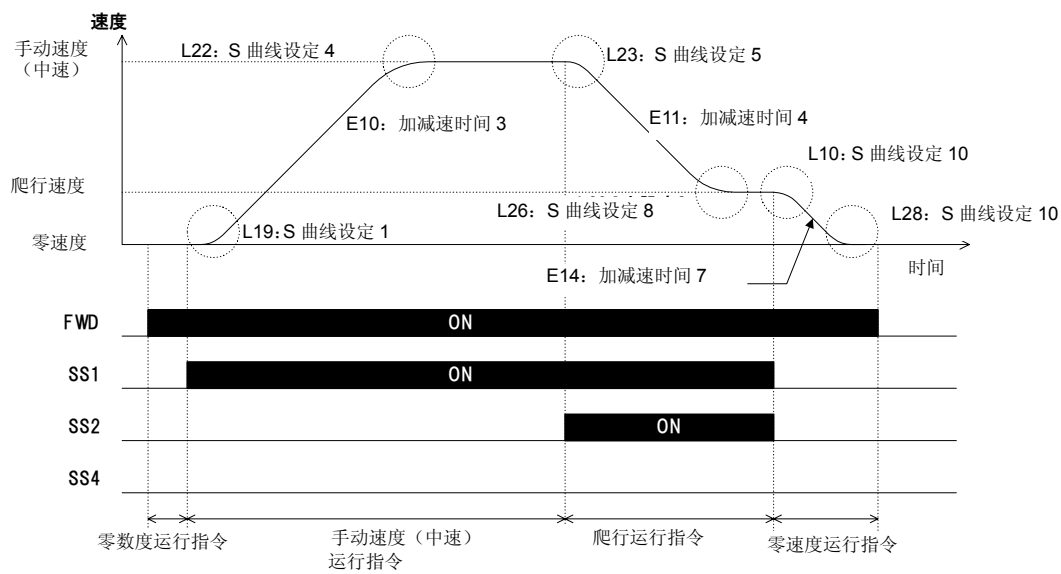 速度
手动速度
（中速）
L22：S 曲线设定 4
L23：S 曲线设定 5
E10：加减速时间 3
E11：加减速时间 4
L10：S 曲线设定 10
爬行速度
L26：S 曲线设定 8
L28：S 曲线设定 10
L19:S 曲线设定 1
零速度
时间
E14：加减速时间 7
FWD
ON
SS1
ON
SS2
ON
SS4
零数度运行指令
手动速度（中速）
运行指令
爬行运行指令
零速度运行指令